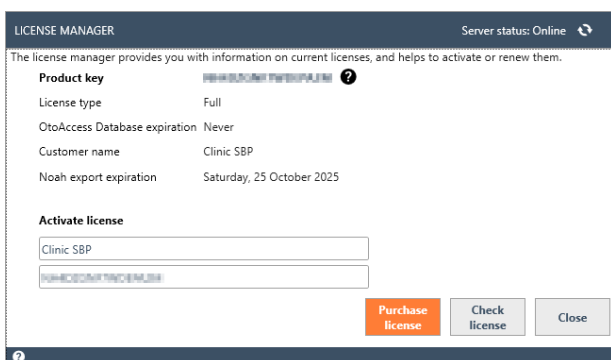 LICENSE MANAGER Server status: Online
The license manager provides you with information on current licenses, and helps to activate or renew them.
Product key ?
License type Full
OtoAccess Database expiration Never
Customer name Clinic SBP
Noah export expiration Saturday, 25 October 2025
Activate license
Clinic SBP
Purchase license Check license Close
?